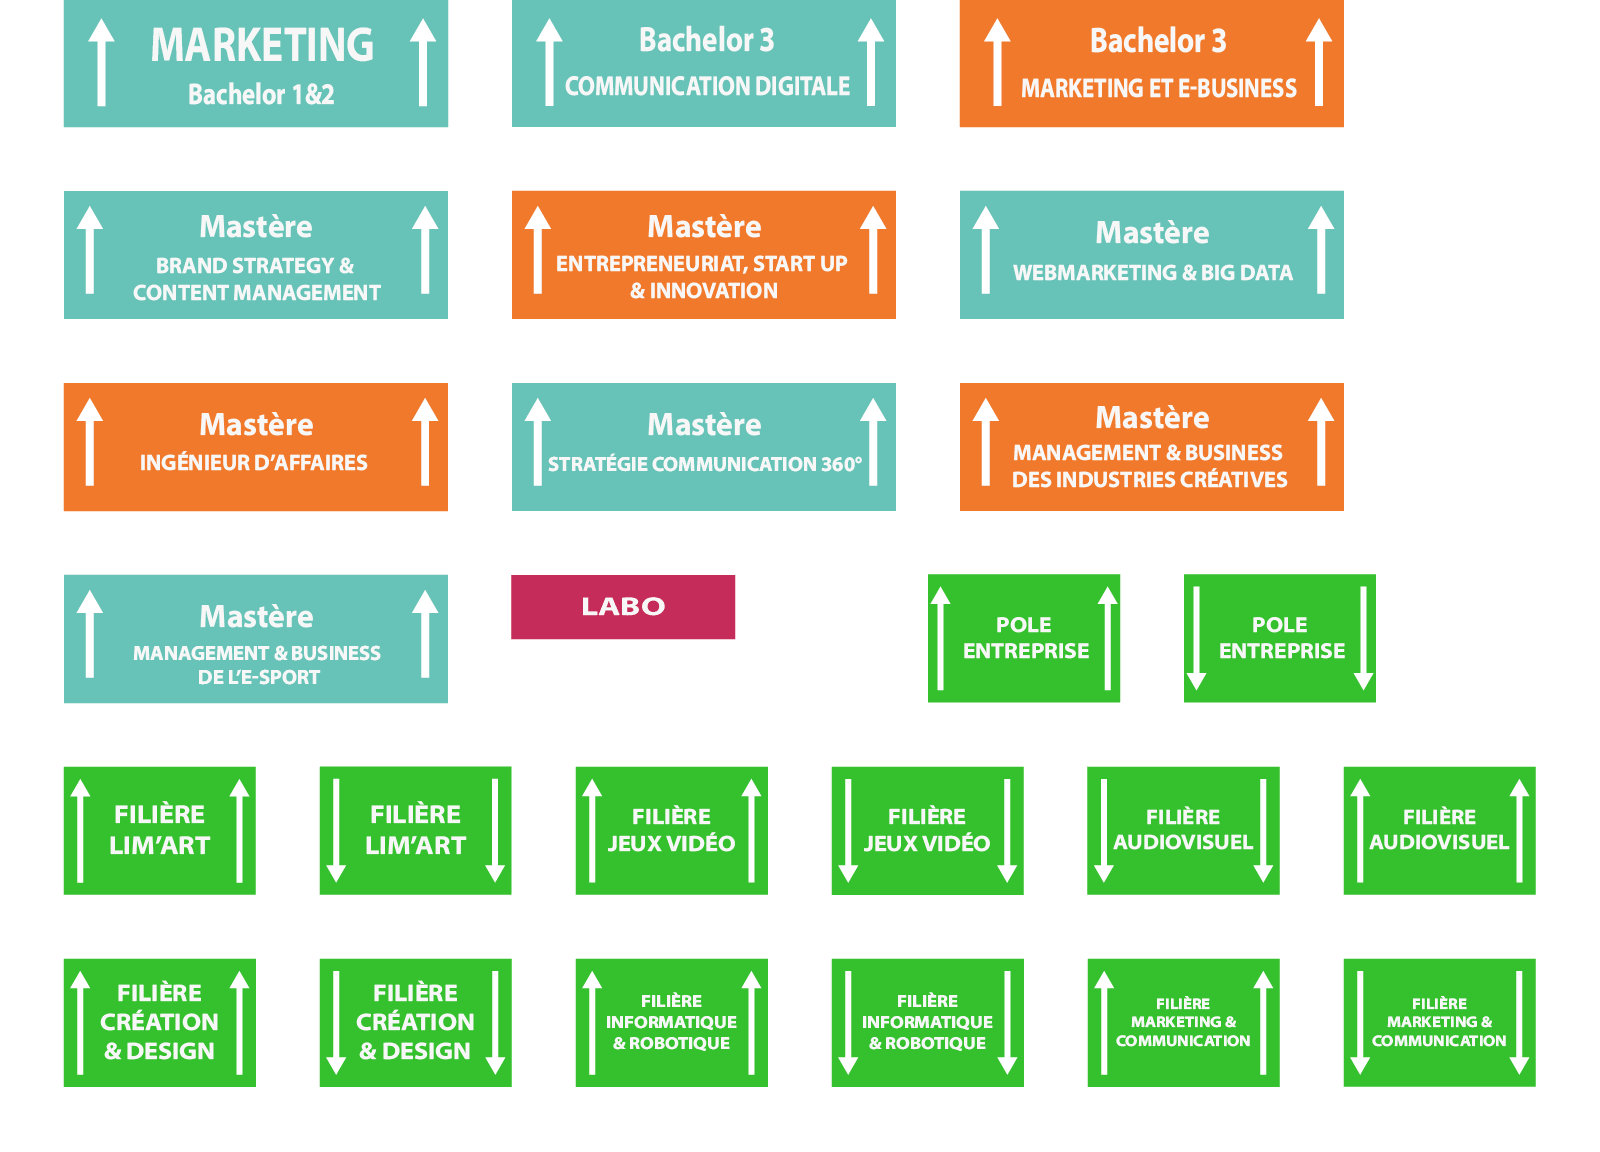 MARKETING
Bachelor 1&2
Bachelor 3
COMMUNICATION DIGITALE
Bachelor 3
MARKETING ET E-BUSINESS
Mastère
BRAND STRATEGY &
CONTENT MANAGEMENT
Mastère
ENTREPRENEURIAT, START UP
& INNOVATION
Mastère
WEBMARKETING & BIG DATA
Mastère
INGÉNIEUR D’AFFAIRES
Mastère
STRATÉGIE COMMUNICATION 360°
Mastère
MANAGEMENT & BUSINESS
DES INDUSTRIES CRÉATIVES
Mastère
MANAGEMENT & BUSINESS
DE L’E-SPORT
LABO
POLE
ENTREPRISE
POLE
ENTREPRISE
FILIÈRE
LIM’ART
FILIÈRE
LIM’ART
FILIÈRE
JEUX VIDÉO
FILIÈRE
JEUX VIDÉO
FILIÈRE
AUDIOVISUEL
FILIÈRE
AUDIOVISUEL
FILIÈRE
CRÉATION
& DESIGN
FILIÈRE
CRÉATION
& DESIGN
FILIÈRE
INFORMATIQUE
& ROBOTIQUE
FILIÈRE
INFORMATIQUE
& ROBOTIQUE
FILIÈRE
MARKETING &
COMMUNICATION
FILIÈRE
MARKETING &
COMMUNICATION